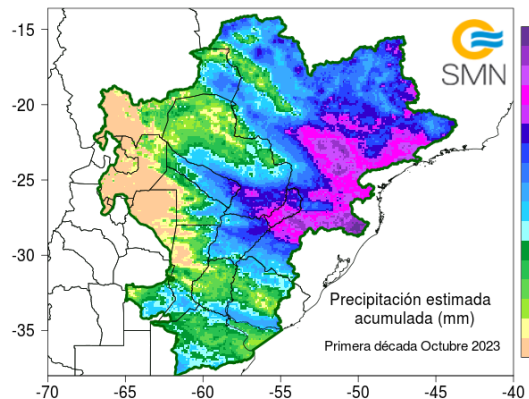 SMN
-15
-20
-25
-30
-35
Precipitación estimada
acumulada (mm)
Primera década Octubre 2023
-70 -65 -60 -55 -50 -45 -40